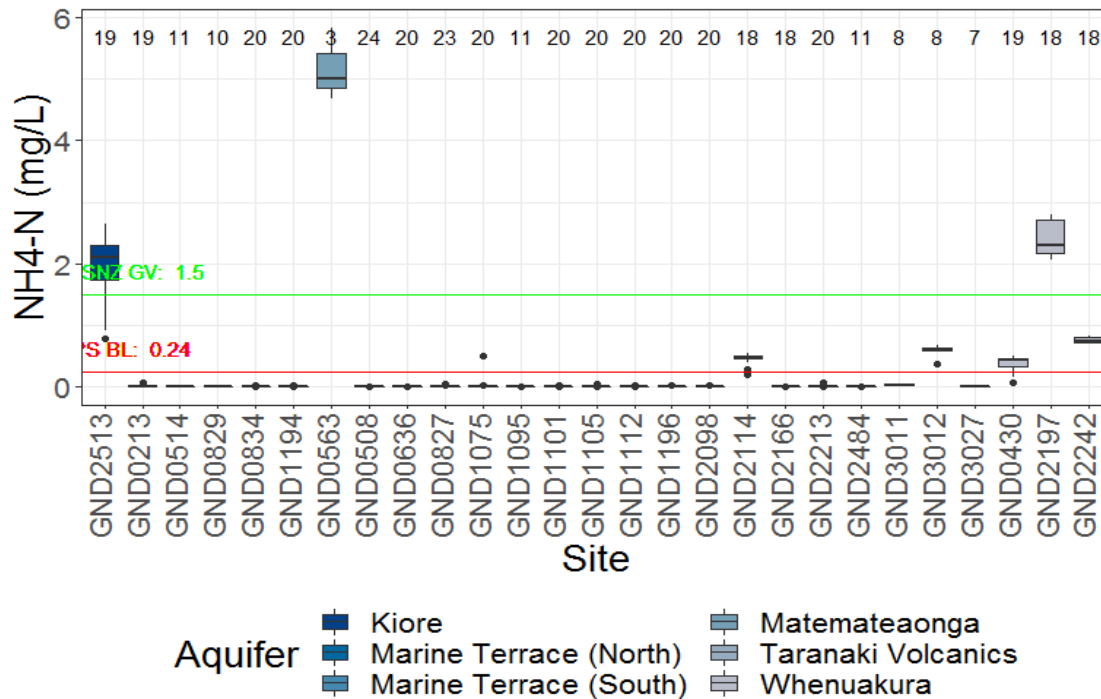 6
19 19 11 10 20 20 3 24 20 23 20 11 20 20 20 20 20 18 18 20 11 8 8 7 19 18 18
NH4-N (mg/L)
4
2
SNZ GV: 1.5
S BL: 0.24
0
GND2513 GND0213 GND0514 GND0829 GND0834 GND1194 GND0563 GND0508 GND0636 GND0827 GND1075 GND1095 GND1101 GND1105 GND1112 GND1196 GND2098 GND2114 GND2166 GND2213 GND2484 GND3011 GND3012 GND3027 GND0430 GND2197 GND2242
Site
Aquifer
Kiore
Marine Terrace (North)
Marine Terrace (South)
Matemateaonga
Taranaki Volcanics
Whenuakura